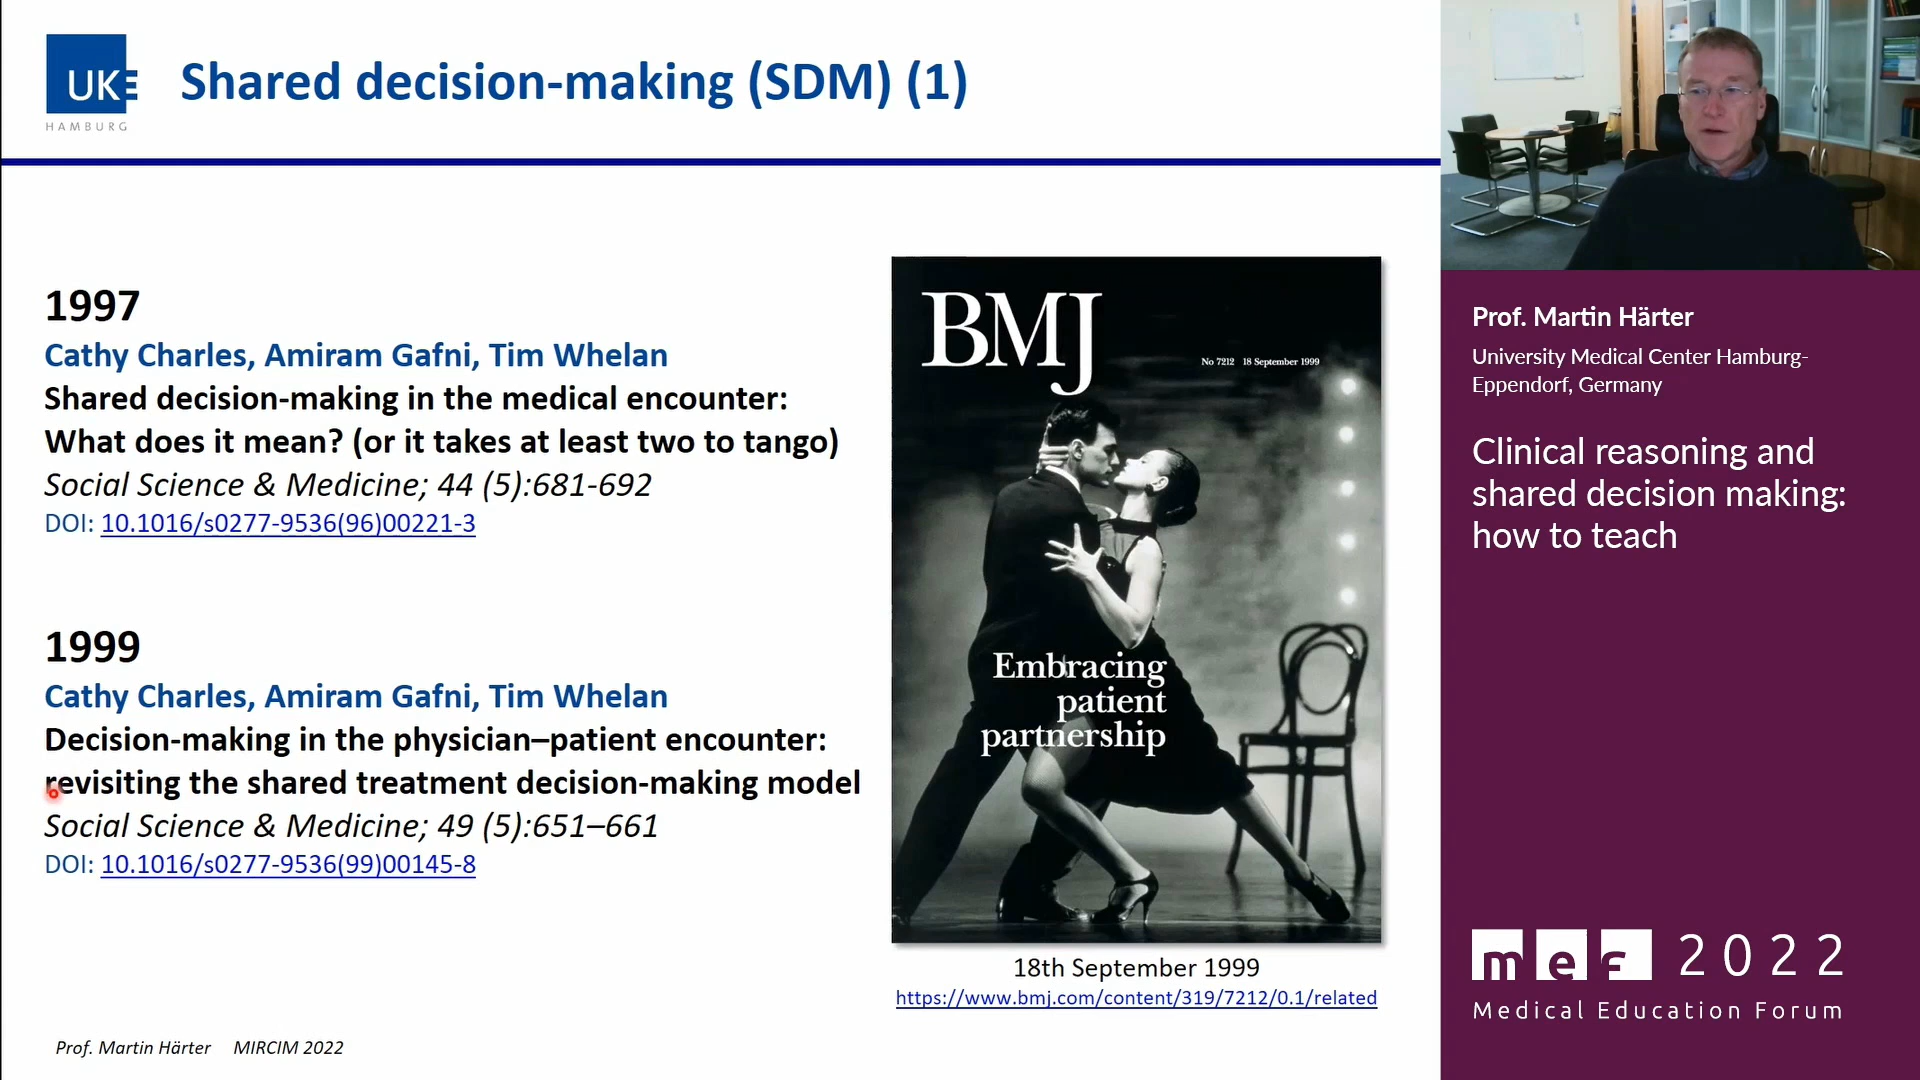 UKE
HAMBURG
Shared decision-making (SDM) (1)
1997
Cathy Charles, Amiram Gafni, Tim Whelan
Shared decision-making in the medical encounter:
What does it mean? (or it takes at least two to tango)
Social Science & Medicine; 44 (5):681-692
DOI: 10.1016/s0277-9536(96)00221-3
1999
Cathy Charles, Amiram Gafni, Tim Whelan
Decision-making in the physician–patient encounter:
revisiting the shared treatment decision-making model
Social Science & Medicine; 49 (5):651–661
DOI: 10.1016/s0277-9536(99)00145-8
BMJ
No 7212 18 September 1999
Embracing
patient
partnership
18th September 1999
https://www.bmj.com/content/319/7212/0.1/related
Prof. Martin Härter MIRCIM 2022
Prof. Martin Härter
University Medical Center Hamburg-
Eppendorf, Germany
Clinical reasoning and
shared decision making:
how to teach
mef 2022
Medical Education Forum